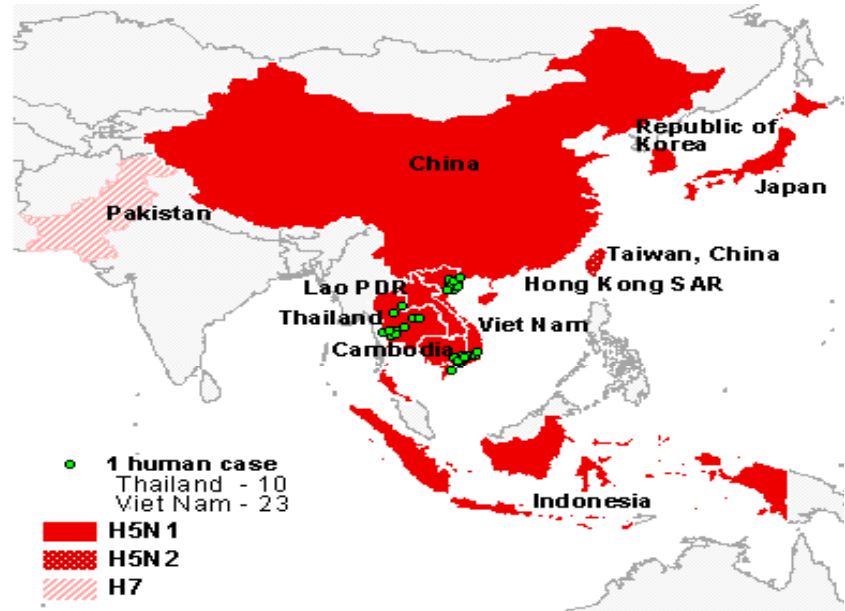 Republic of
Korea
China
Japan
Pakistan
Taiwan, China
Hong Kong SAR
Lao PDR
Thailand
Viet Nam
Cambodia
1 human case
Thailand - 10
Viet Nam - 23
Indonesia
H5N1
H5N2
H7